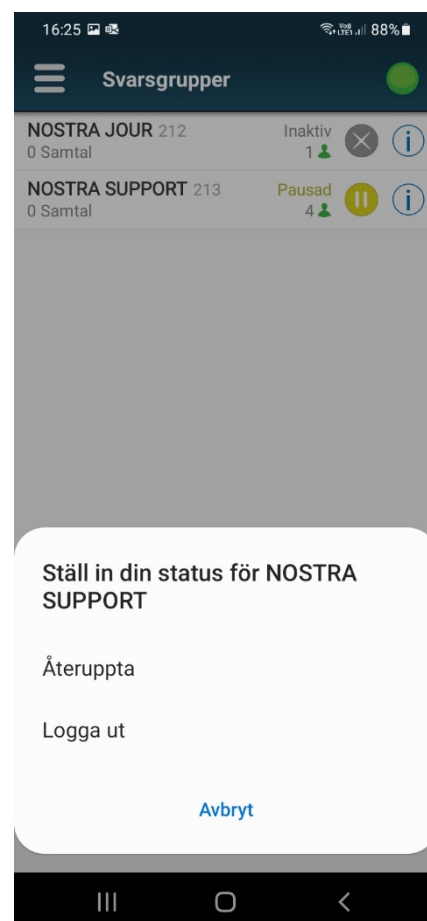 16:25 88%
Svarsgrupper
NOSTRA JOUR 212 Inaktiv
0 Samtal 1
NOSTRA SUPPORT 213 Pausad
0 Samtal 4
Ställ in din status för NOSTRA
SUPPORT
Återuppta
Logga ut
Avbryt